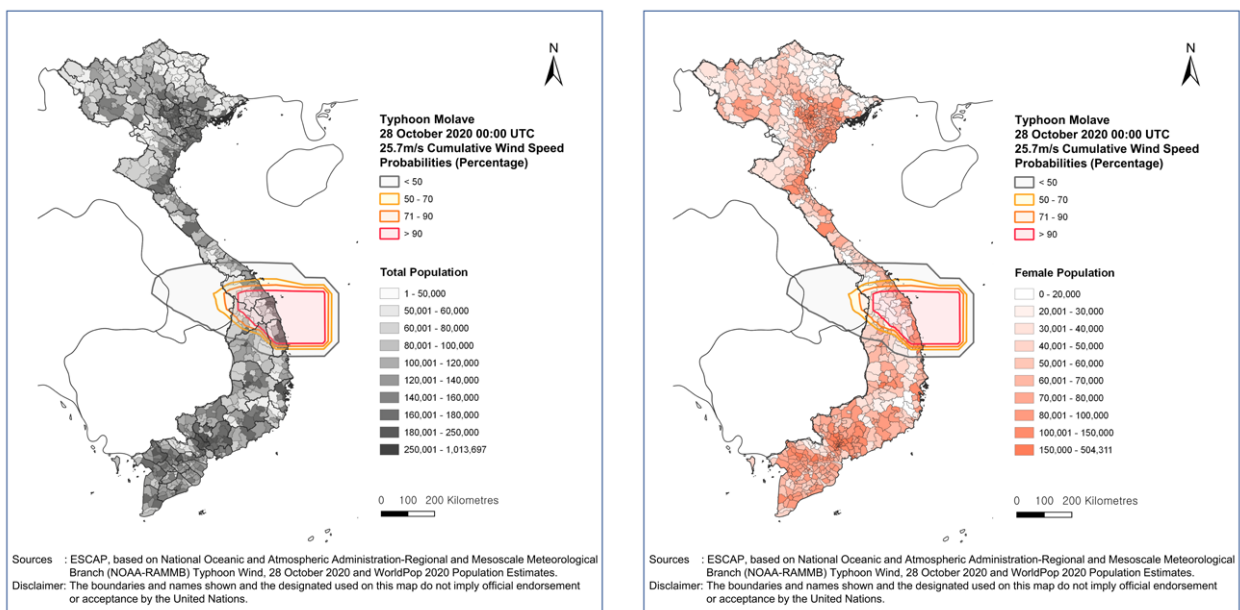 N
Typhoon Molave
28 October 2020 00:00 UTC
25.7m/s Cumulative Wind Speed
Probabilities (Percentage)
< 50
50 - 70
71 - 90
> 90
Total Population
1 - 50,000
50,001 - 60,000
60,001 - 80,000
80,001 - 100,000
100,001 - 120,000
120,001 - 140,000
140,001 - 160,000
160,001 - 180,000
180,001 - 250,000
250,001 - 1,013,697
0 100 200 Kilometres
Sources : ESCAP, based on National Oceanic and Atmospheric Administration-Regional and Mesoscale Meteorological
Branch (NOAA-RAMMB) Typhoon Wind, 28 October 2020 and WorldPop 2020 Population Estimates.
Disclaimer: The boundaries and names shown and the designated used on this map do not imply official endorsement
or acceptance by the United Nations.
N
Typhoon Molave
28 October 2020 00:00 UTC
25.7m/s Cumulative Wind Speed
Probabilities (Percentage)
< 50
50 - 70
71 - 90
> 90
Female Population
0 - 20,000
20,001 - 30,000
30,001 - 40,000
40,001 - 50,000
50,001 - 60,000
60,001 - 70,000
70,001 - 80,000
80,001 - 100,000
100,001 - 150,000
150,000 - 504,311
0 100 200 Kilometres
Sources : ESCAP, based on National Oceanic and Atmospheric Administration-Regional and Mesoscale Meteorological
Branch (NOAA-RAMMB) Typhoon Wind, 28 October 2020 and WorldPop 2020 Population Estimates.
Disclaimer: The boundaries and names shown and the designated used on this map do not imply official endorsement
or acceptance by the United Nations.